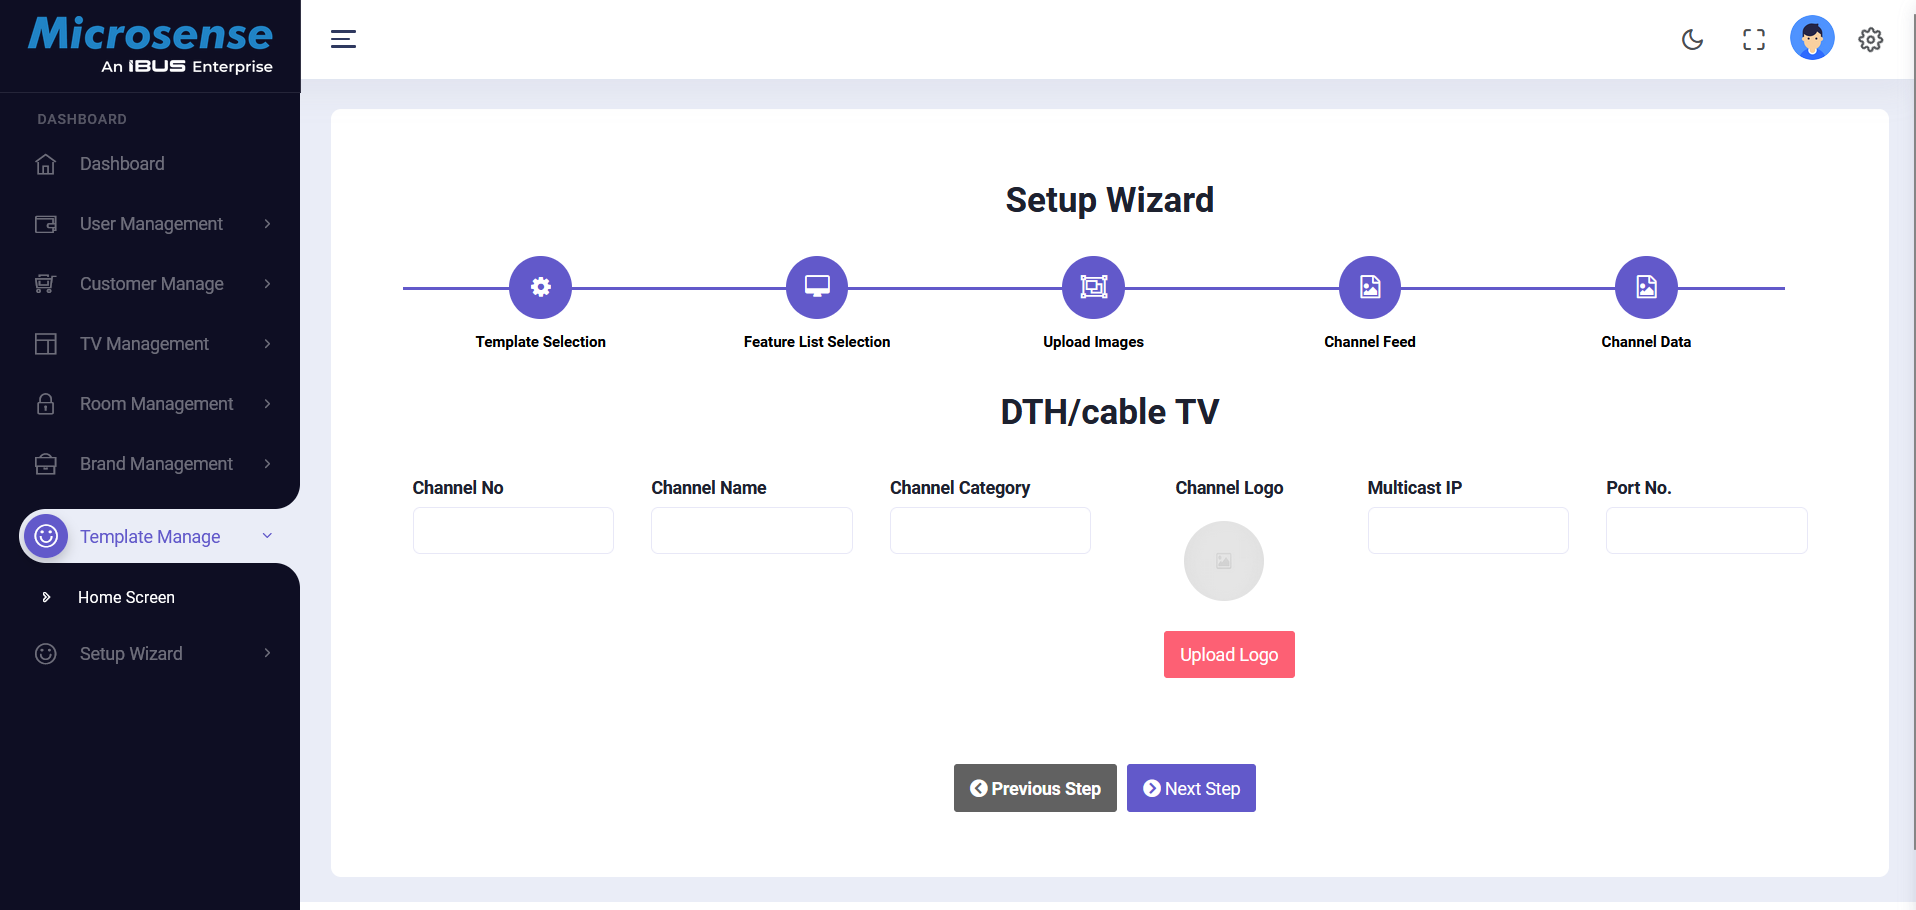 Microsense
An iBUS Enterprise
DASHBOARD
Dashboard
User Management
Customer Manage
TV Management
Room Management
Brand Management
Template Manage
Home Screen
Setup Wizard
Setup Wizard
Template Selection
Feature List Selection
Upload Images
Channel Feed
Channel Data
DTH/cable TV
Channel No
Channel Name
Channel Category
Channel Logo
Multicast IP
Port No.
Upload Logo
Previous Step
Next Step